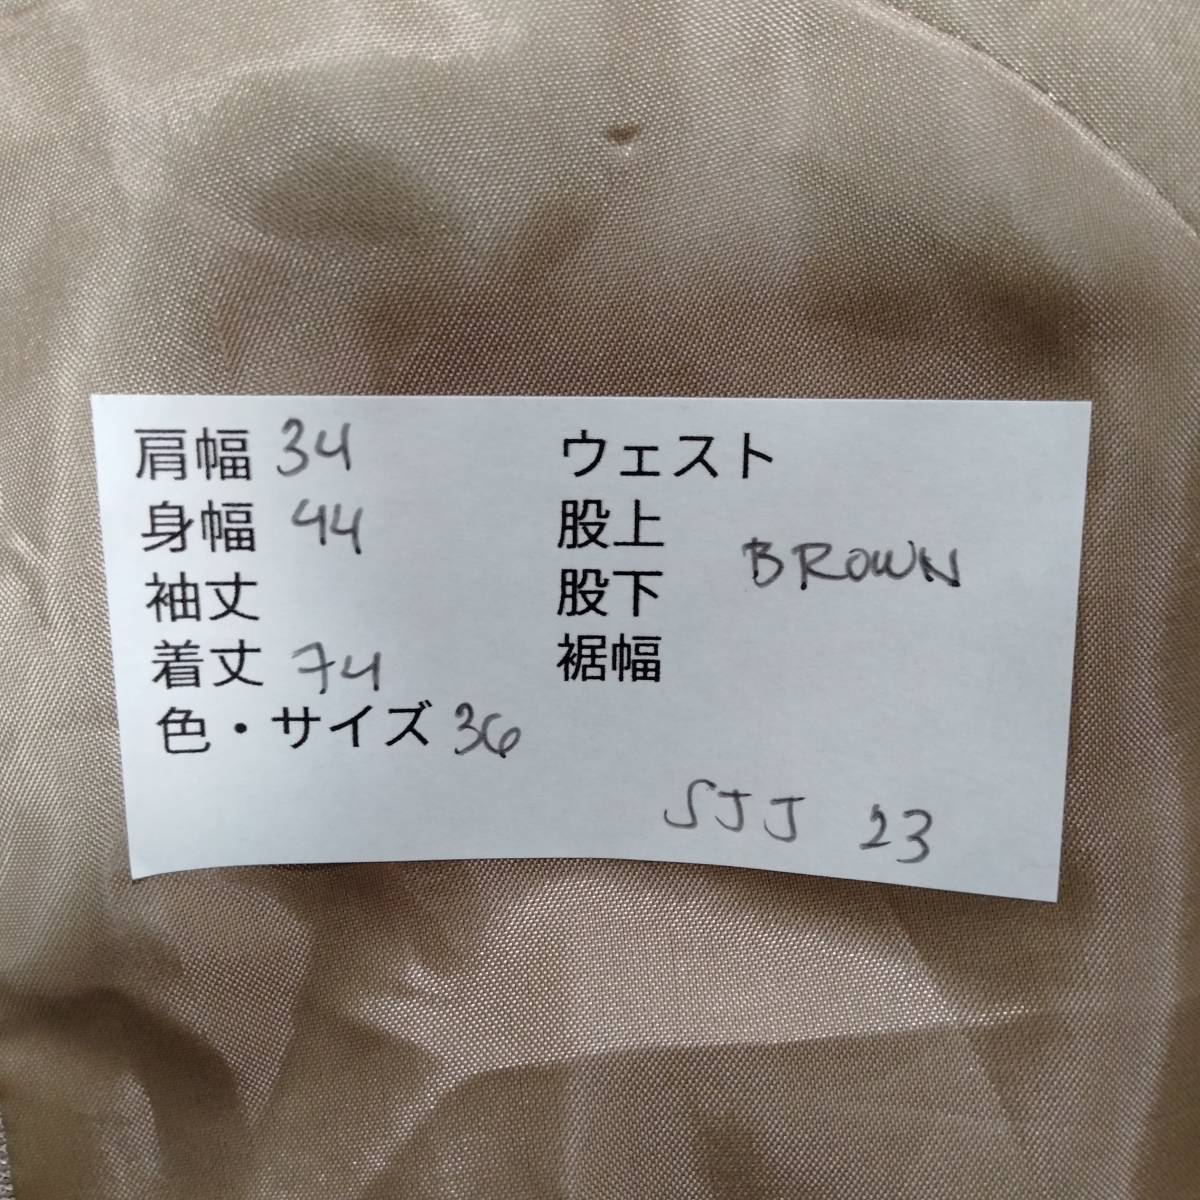 肩幅 34
身幅 44
袖丈
着丈 74
色・サイズ 36
ウェスト
股上
BROWN
股下
裾幅
SJJ 23